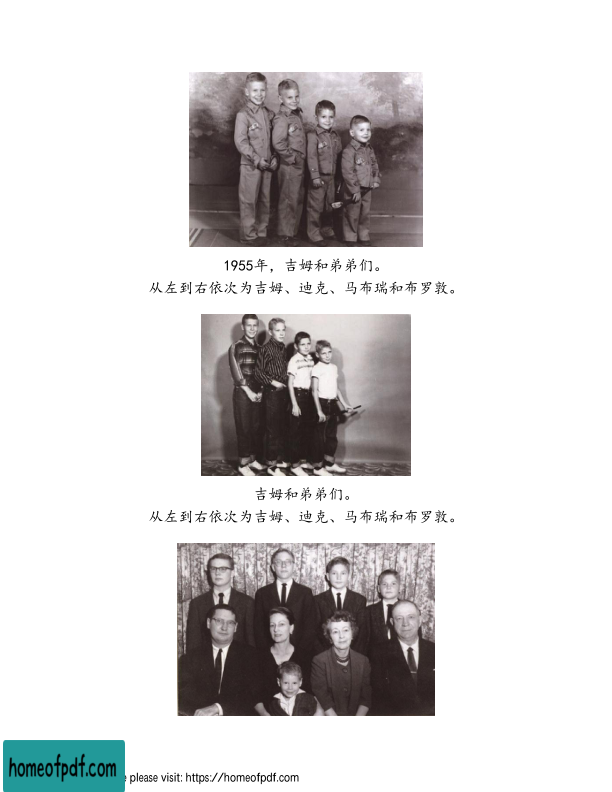 1955年，吉姆和弟弟们。
从左到右依次为吉姆、迪克、马布瑞和布罗敦。
吉姆和弟弟们。
从左到右依次为吉姆、迪克、马布瑞和布罗敦。
homeofpdf.com
please visit: https://homeofpdf.com